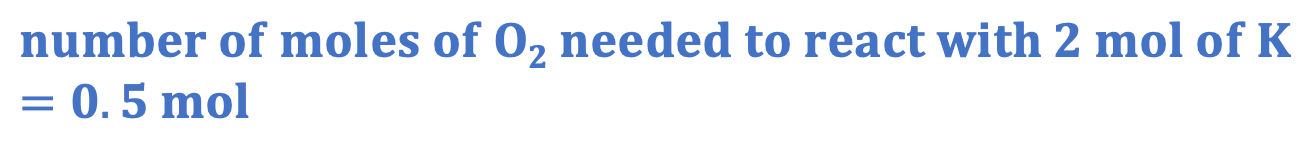 number of moles of O₂ needed to react with 2 mol of K
= 0. 5 mol